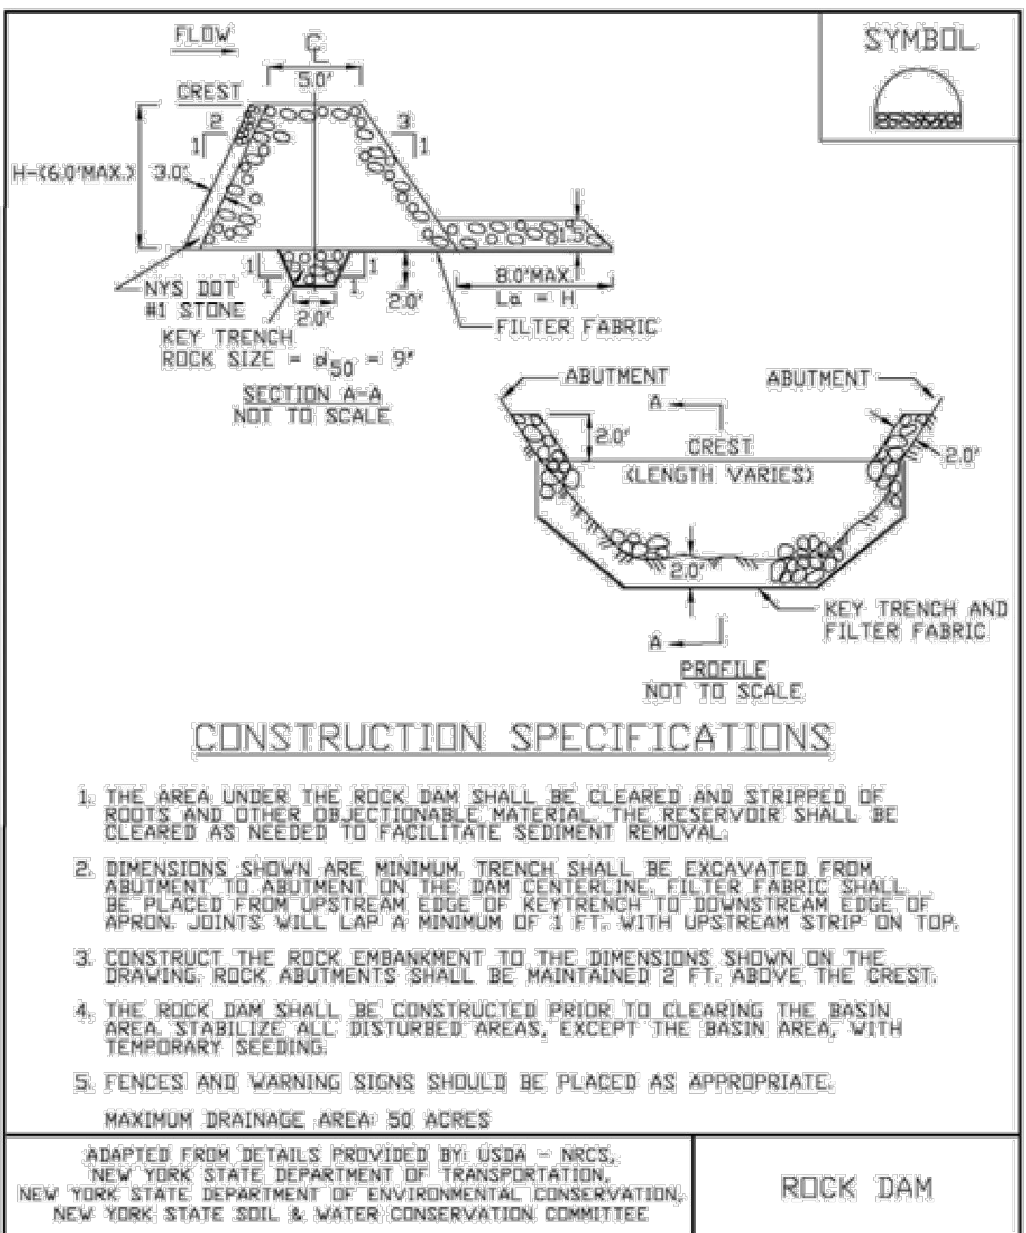 FLOW
C
L
5.0'
SYMBOL
CREST
2
1
3
1
H-(6.0'MAX.)
3.0'
1.5'
1
1
1
1
8.0'MAX.
La = H
2.0'
2.0'
NYS DOT
#1 STONE
FILTER FABRIC
KEY TRENCH
ROCK SIZE = d50 = 9"
SECTION A-A
NOT TO SCALE
ABUTMENT
ABUTMENT
A
2.0'
CREST
(LENGTH VARIES)
2.0'
2.0'
KEY TRENCH AND
FILTER FABRIC
A
PROFILE
NOT TO SCALE
CONSTRUCTION SPECIFICATIONS
1. THE AREA UNDER THE ROCK DAM SHALL BE CLEARED AND STRIPPED OF
ROOTS AND OTHER OBJECTIONABLE MATERIAL. THE RESERVOIR SHALL BE
CLEARED AS NEEDED TO FACILITATE SEDIMENT REMOVAL.
2. DIMENSIONS SHOWN ARE MINIMUM. TRENCH SHALL BE EXCAVATED FROM
ABUTMENT TO ABUTMENT ON THE DAM CENTERLINE. FILTER FABRIC SHALL
BE PLACED FROM UPSTREAM EDGE OF KEYTRENCH TO DOWNSTREAM EDGE OF
APRON. JOINTS WILL LAP A MINIMUM OF 1 FT. WITH UPSTREAM STRIP ON TOP.
3. CONSTRUCT THE ROCK EMBANKMENT TO THE DIMENSIONS SHOWN ON THE
DRAWING. ROCK ABUTMENTS SHALL BE MAINTAINED 2 FT. ABOVE THE CREST.
4. THE ROCK DAM SHALL BE CONSTRUCTED PRIOR TO CLEARING THE BASIN
AREA. STABILIZE ALL DISTURBED AREAS, EXCEPT THE BASIN AREA, WITH
TEMPORARY SEEDING.
5. FENCES AND WARNING SIGNS SHOULD BE PLACED AS APPROPRIATE.
MAXIMUM DRAINAGE AREA: 50 ACRES
ADAPTED FROM DETAILS PROVIDED BY: USDA - NRCS,
NEW YORK STATE DEPARTMENT OF TRANSPORTATION,
NEW YORK STATE DEPARTMENT OF ENVIRONMENTAL CONSERVATION,
NEW YORK STATE SOIL & WATER CONSERVATION COMMITTEE
ROCK DAM